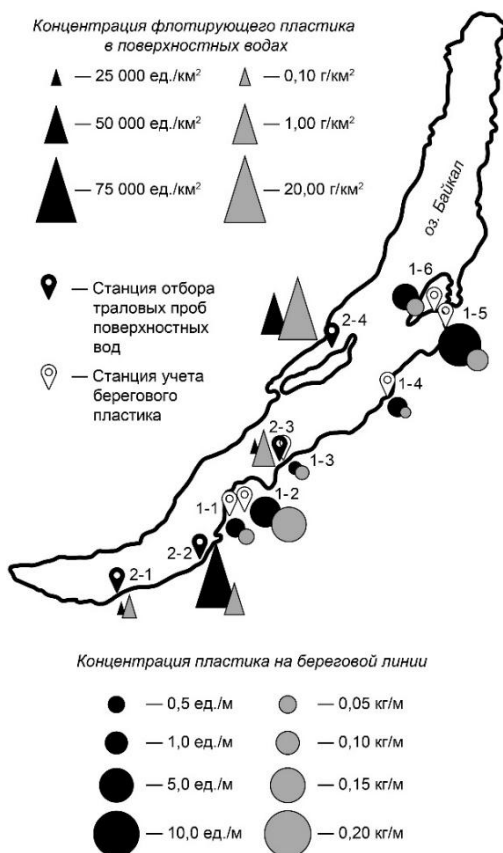 Концентрация флотирующего пластика
в поверхностных водах
— 25 000 ед./км²
— 0,10 г/км²
— 50 000 ед./км²
— 1,00 г/км²
— 75 000 ед./км²
— 20,00 г/км²
— Станция отбора
траловых проб
поверхностных
вод
— Станция учета
берегового
пластика
оз. Байкал
1-6
1-5
2-4
1-4
2-3
1-3
1-1
1-2
2-2
2-1
Концентрация пластика на береговой линии
— 0,5 ед./м
— 0,05 кг/м
— 1,0 ед./м
— 0,10 кг/м
— 5,0 ед./м
— 0,15 кг/м
— 10,0 ед./м
— 0,20 кг/м